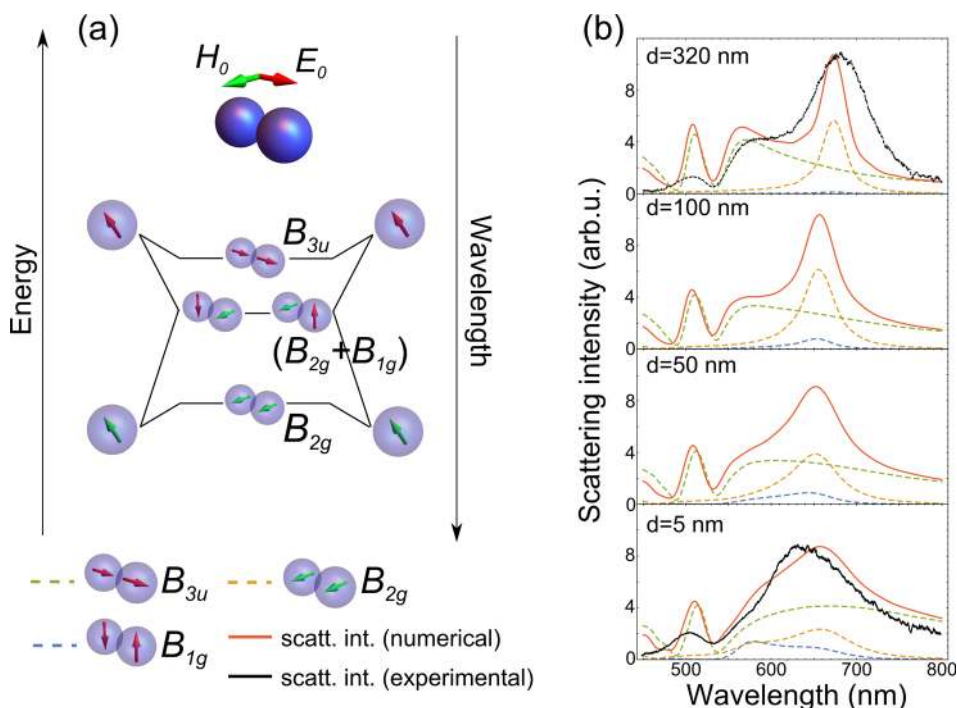 (a)
H0 E0
Energy
Wavelength
B3u
(B2g+B1g)
B2g
B3u
B2g
B1g
scatt. int. (numerical)
scatt. int. (experimental)
(b)
Scattering intensity (arb.u.)
d=320 nm
8
4
0
d=100 nm
8
4
0
d=50 nm
8
4
0
d=5 nm
8
4
0
500 600 700 800
Wavelength (nm)